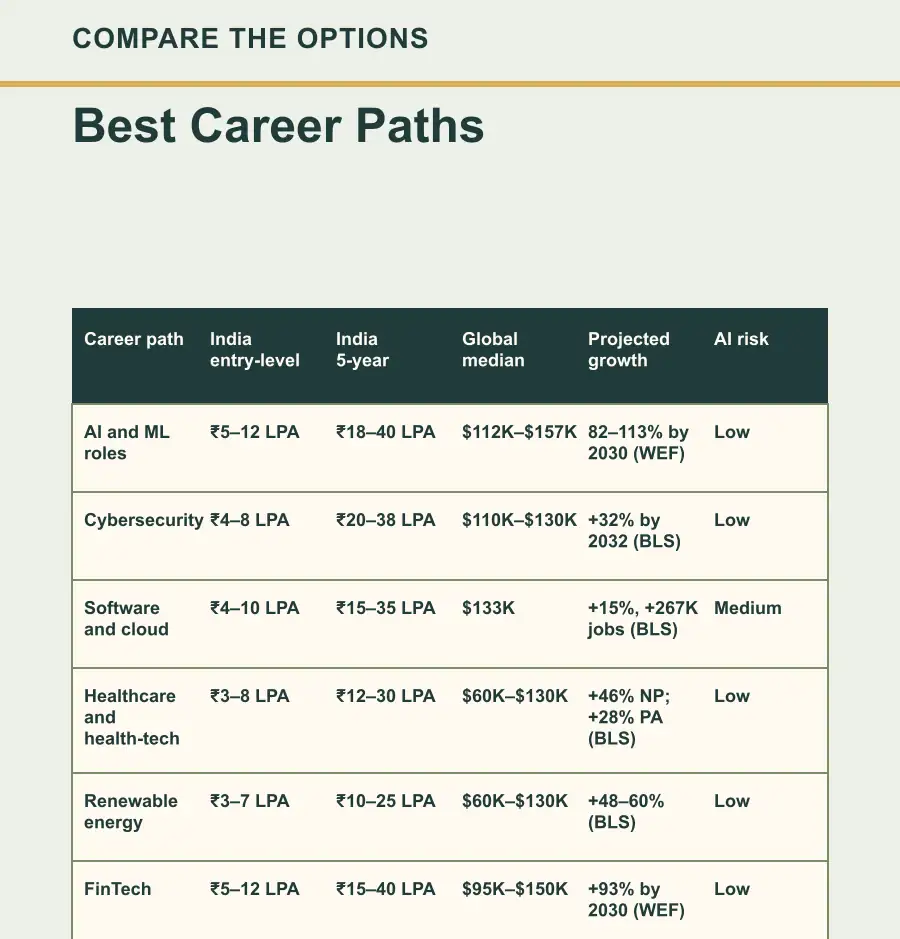 COMPARE THE OPTIONS
Best Career Paths
Career path India entry-level India 5-year Global median Projected growth AI risk
AI and ML roles ₹5–12 LPA ₹18–40 LPA $112K–$157K 82–113% by 2030 (WEF) Low
Cybersecurity ₹4–8 LPA ₹20–38 LPA $110K–$130K +32% by 2032 (BLS) Low
Software and cloud ₹4–10 LPA ₹15–35 LPA $133K +15%, +267K jobs (BLS) Medium
Healthcare and health-tech ₹3–8 LPA ₹12–30 LPA $60K–$130K +46% NP; +28% PA (BLS) Low
Renewable energy ₹3–7 LPA ₹10–25 LPA $60K–$130K +48–60% (BLS) Low
FinTech ₹5–12 LPA ₹15–40 LPA $95K–$150K +93% by 2030 (WEF) Low